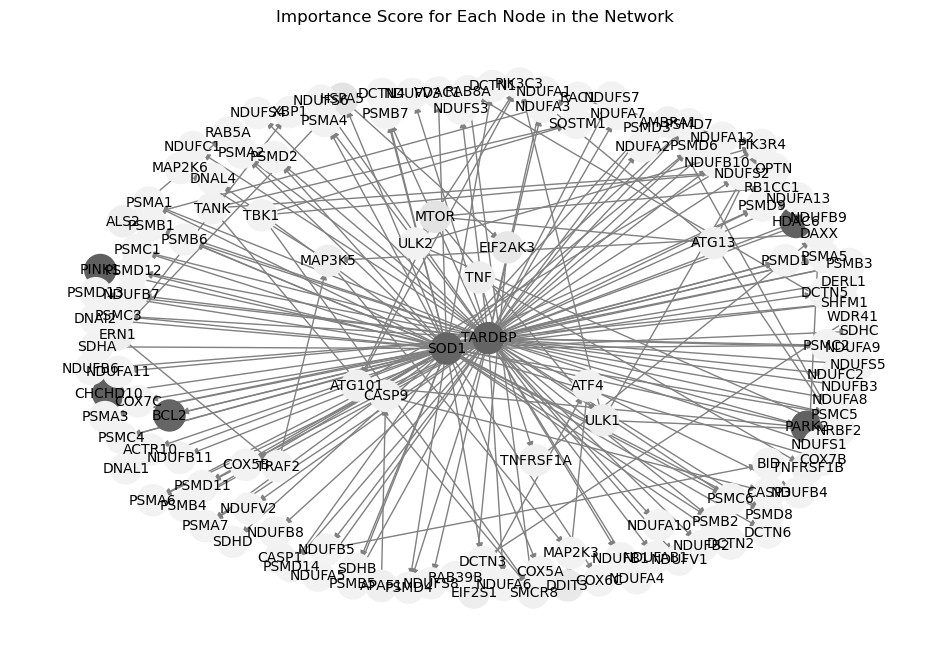 Importance Score for Each Node in the Network
DCTN1
PIK3C3
HSPA5
VDAC1
RAB8A
NDUFA1
RAC1
NDUFS7
NDUFS6
NDUFS4
XBP1
PSMA4
PSMB7
NDUFS3
NDUFA3
SQSTM1
NDUFA7
AMBRA1
PSMD7
PSMD3
RAB5A
NDUFC1
PSMA2
PSMD2
NDUFA2
PSMD6
NDUFA12
PIK3R4
MAP2K6
DNAL4
NDUFB10
NDUFS2
OPTN
PSMA1
TANK
TBK1
MTOR
RB1CC1
PSMD9
NDUFA13
ALS2
PSMB1
HDAC6
NDUFB9
DAXX
PSMC1
PSMB6
ULK2
EIF2AK3
ATG13
PSMA5
PSMB3
PINK1
PSMD12
MAP3K5
TNF
PSMD1
DERL1
PSMD13
NDUFB7
DCTN5
SHFM1
DNAI2
PSMC3
WDR41
ERN1
SDHC
SDHA
SOD1
TARDBP
PSMC2
NDUFA9
NDUFB6
NDUFA11
NDUFS5
NDUFC2
CHCHD10
COX7C
ATG101
CASP9
ATF4
NDUFB3
NDUFA8
PSMA3
BCL2
ULK1
PSMC5
PARK2
NRBF2
PSMC4
ACTR10
NDUFB11
NDUFS1
DNAL1
COX5B
TRAF2
TNFRSF1A
BID
COX7B
TNFRSF1B
PSMD11
PSMA6
PSMB4
NDUFV2
PSMC6
CASP3
NDUFB4
PSMA7
PSMD8
SDHD
NDUFB8
NDUFA10
PSMB2
DCTN6
CASP1
NDUFB5
MAP2K3
NDUFB2
DCTN2
PSMD14
SDHB
DCTN3
COX5A
NDUFB1
NDUFAB1
NDUFV1
NDUFA5
PSMB5
APAF1
PSMD4
NDUFS8
RAB39B
NDUFA6
DDIT3
COX6C
NDUFA4
EIF2S1
SMCR8